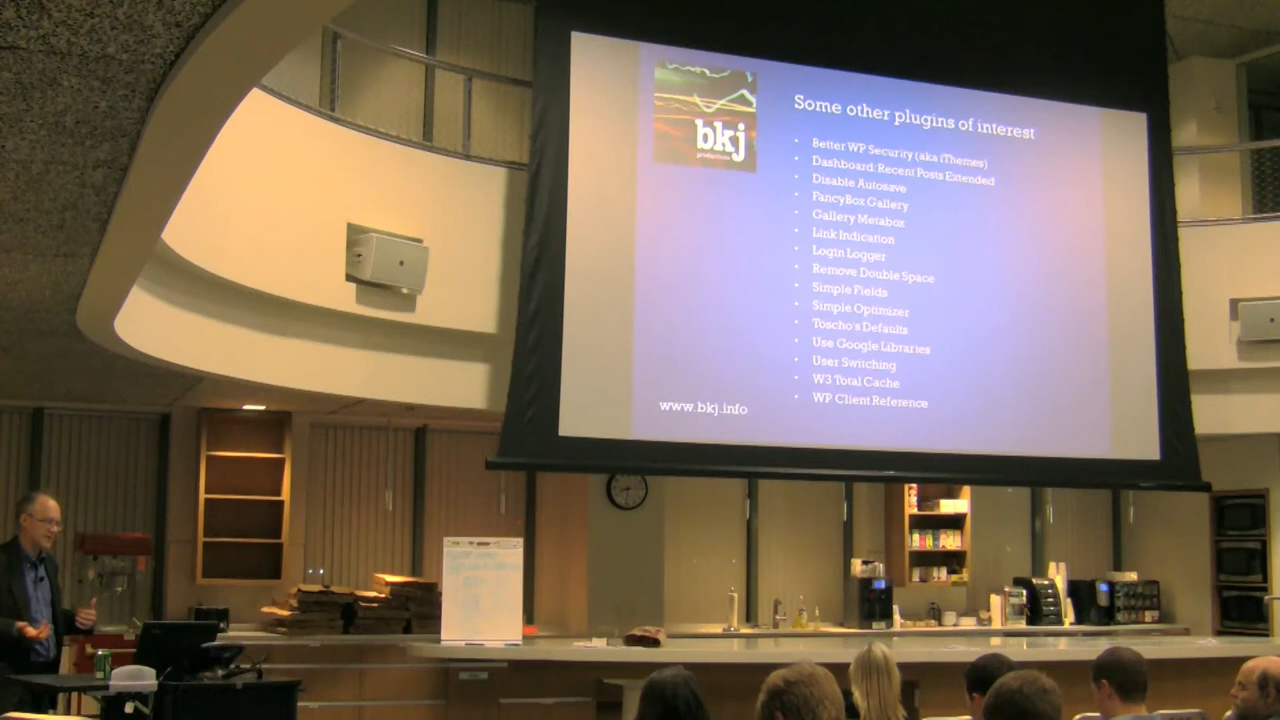 bkj
productions
Some other plugins of interest
• Better WP Security (aka iThemes)
• Dashboard: Recent Posts Extended
• Disable Autosave
• FancyBox Gallery
• Gallery Metabox
• Link Indication
• Login Logger
• Remove Double Space
• Simple Fields
• Simple Optimizer
• Toscho's Defaults
• Use Google Libraries
• User Switching
• W3 Total Cache
• WP Client Reference
www.bkj.info